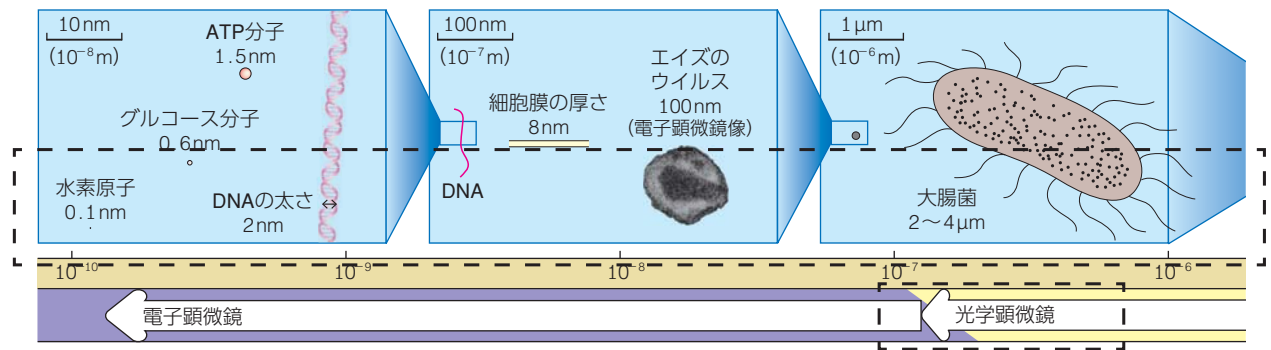 10nm
(10⁻⁸m)
ATP分子
1.5nm
グルコース分子
0.6nm
水素原子
0.1nm
DNAの太さ
2nm
100nm
(10⁻⁷m)
DNA
細胞膜の厚さ
8nm
エイズの
ウイルス
100nm
(電子顕微鏡像)
1μm
(10⁻⁶m)
大腸菌
2〜4μm
10⁻¹⁰
10⁻⁹
10⁻⁸
10⁻⁷
10⁻⁶
電子顕微鏡
光学顕微鏡